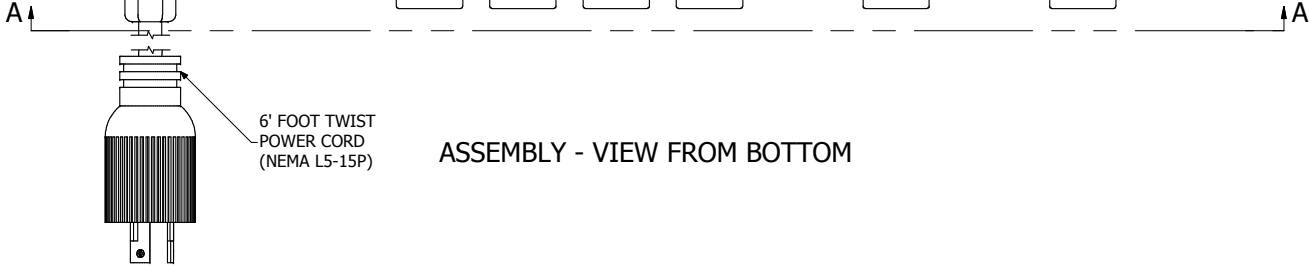 A A
6' FOOT TWIST
POWER CORD
(NEMA L5-15P)
ASSEMBLY - VIEW FROM BOTTOM